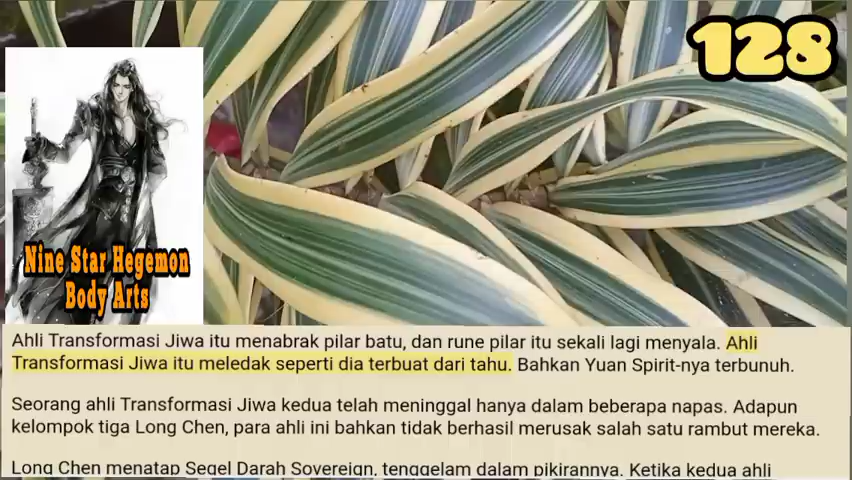 128
Nine Star Hegemon
Body Arts
Ahli Transformasi Jiwa itu menabrak pilar batu, dan rune pilar itu sekali lagi menyala. Ahli
Transformasi Jiwa itu meledak seperti dia terbuat dari tahu. Bahkan Yuan Spirit-nya terbunuh.
Seorang ahli Transformasi Jiwa kedua telah meninggal hanya dalam beberapa napas. Adapun
kelompok tiga Long Chen, para ahli ini bahkan tidak berhasil merusak salah satu rambut mereka.
Long Chen menatap Segel Darah Sovereign, tenggelam dalam pikirannya. Ketika kedua ahli